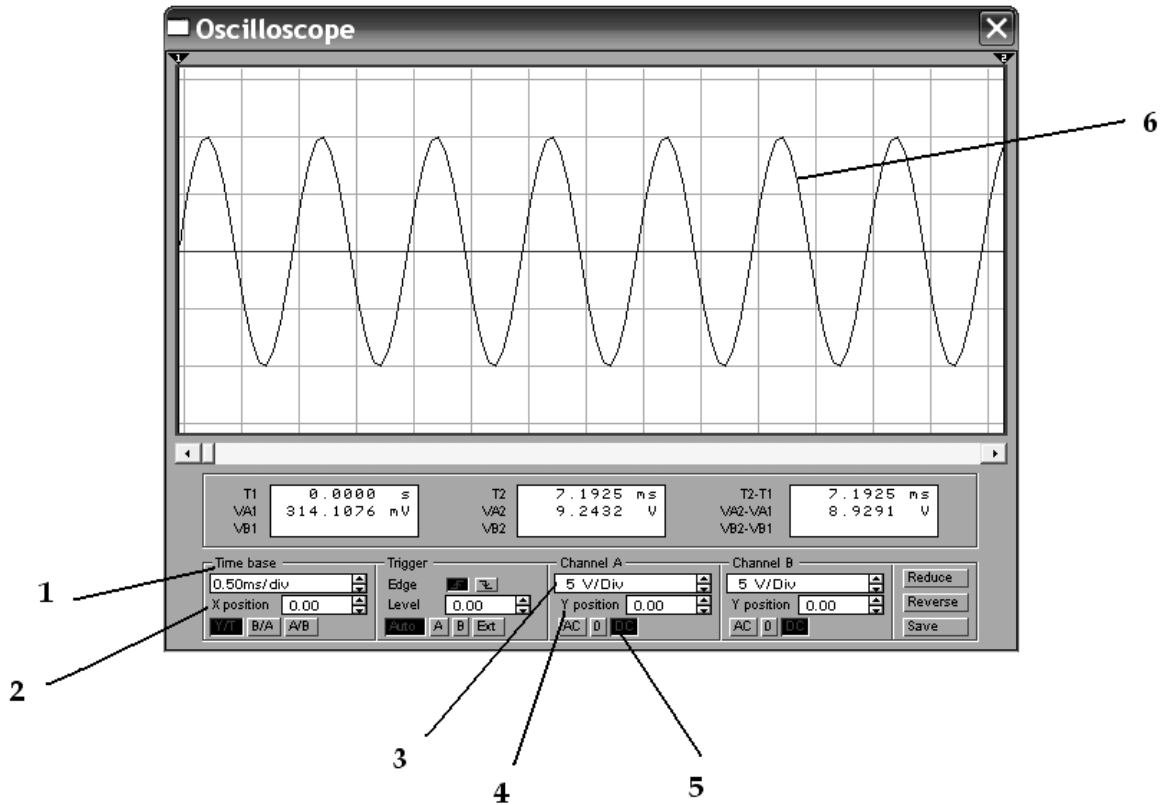 Oscilloscope
1
2
6
T1 0.0000 s
VA1 314.1076 mV
VB1
T2 7.1925 ms
VA2 9.2432 V
VB2
T2-T1 7.1925 ms
VA2-VA1 8.9291 V
VB2-VB1
Time base
0.50ms/div
X position 0.00
Y/T B/A A/B
Trigger
Edge
Level 0.00
Auto A B Ext
Channel A
5 V/Div
Y position 0.00
AC 0 DC
Channel B
5 V/Div
Y position 0.00
AC 0 DC
Reduce
Reverse
Save
1
2
3
4
5